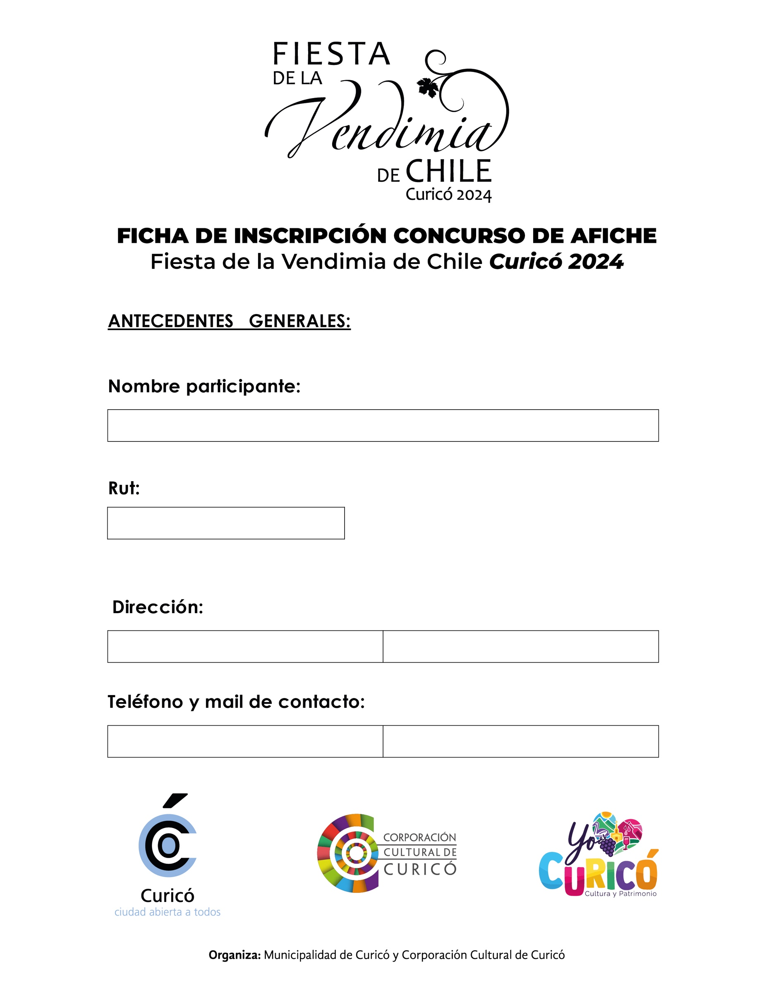 FIESTA
DE LA
Vendimia
DE CHILE
Curicó 2024
FICHA DE INSCRIPCIÓN CONCURSO DE AFICHE
Fiesta de la Vendimia de Chile Curicó 2024
ANTECEDENTES GENERALES:
Nombre participante:
Rut:
Dirección:
Teléfono y mail de contacto:
Curicó
ciudad abierta a todos
CORPORACIÓN
CULTURAL DE
CURICÓ
Yo
CURICÓ
Cultura y Patrimonio
Organiza: Municipalidad de Curicó y Corporación Cultural de Curicó